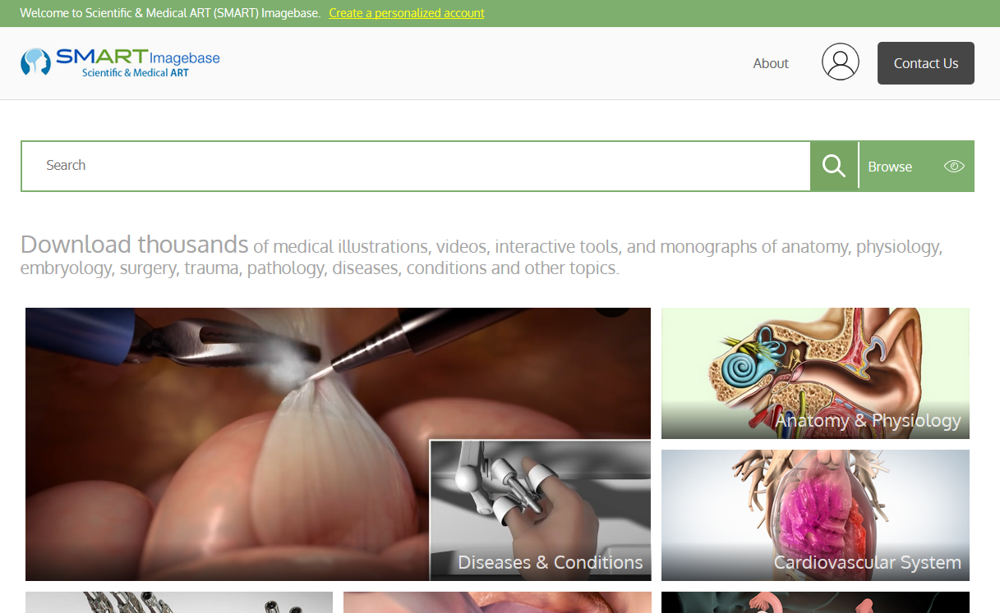 Welcome to Scientific & Medical ART (SMART) Imagebase. Create a personalized account
SMART Imagebase
Scientific & Medical ART
About
Contact Us
Search
Browse
Download thousands of medical illustrations, videos, interactive tools, and monographs of anatomy, physiology,
embryology, surgery, trauma, pathology, diseases, conditions and other topics.
Anatomy & Physiology
Diseases & Conditions
Cardiovascular System